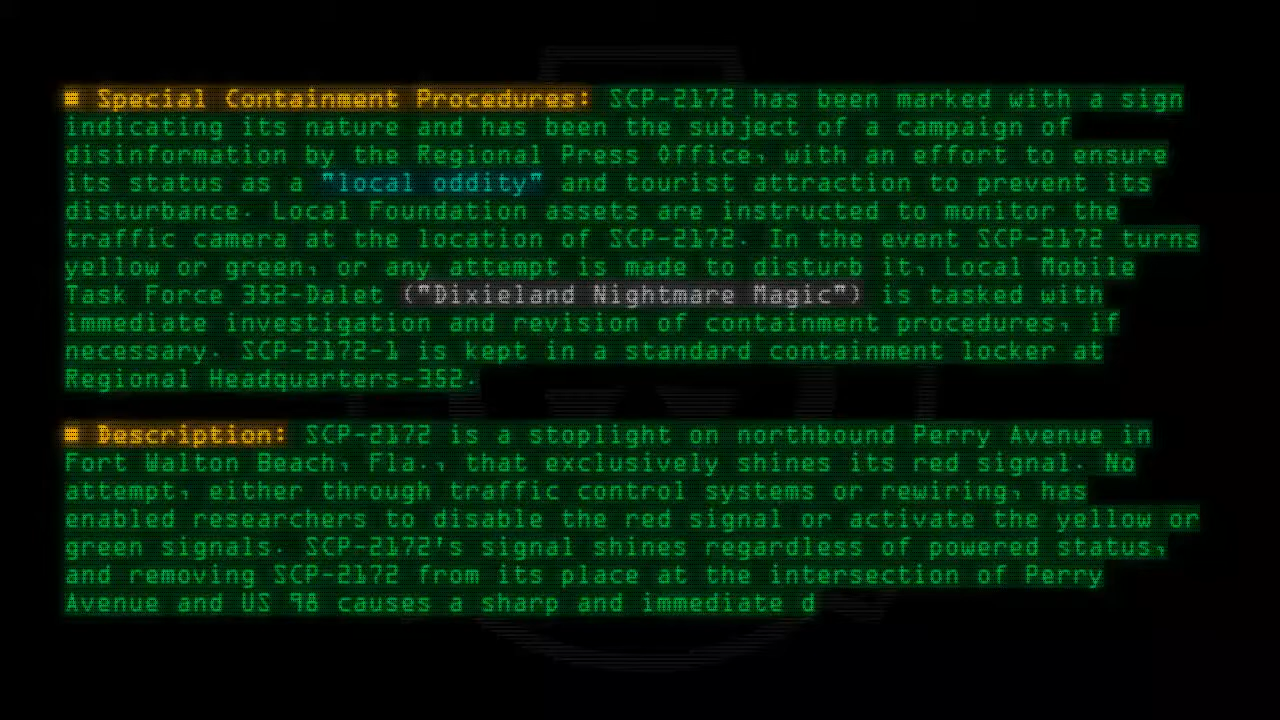 ■ Special Containment Procedures: SCP-2172 has been marked with a sign
indicating its nature and has been the subject of a campaign of
disinformation by the Regional Press Office, with an effort to ensure
its status as a "local oddity" and tourist attraction to prevent its
disturbance. Local Foundation assets are instructed to monitor the
traffic camera at the location of SCP-2172. In the event SCP-2172 turns
yellow or green, or any attempt is made to disturb it, Local Mobile
Task Force 352-Dalet ("Dixieland Nightmare Magic") is tasked with
immediate investigation and revision of containment procedures, if
necessary. SCP-2172-1 is kept in a standard containment locker at
Regional Headquarters-352.
■ Description: SCP-2172 is a stoplight on northbound Perry Avenue in
Fort Walton Beach, Fla., that exclusively shines its red signal. No
attempt, either through traffic control systems or rewiring, has
enabled researchers to disable the red signal or activate the yellow or
green signals. SCP-2172's signal shines regardless of powered status,
and removing SCP-2172 from its place at the intersection of Perry
Avenue and US 98 causes a sharp and immediate d